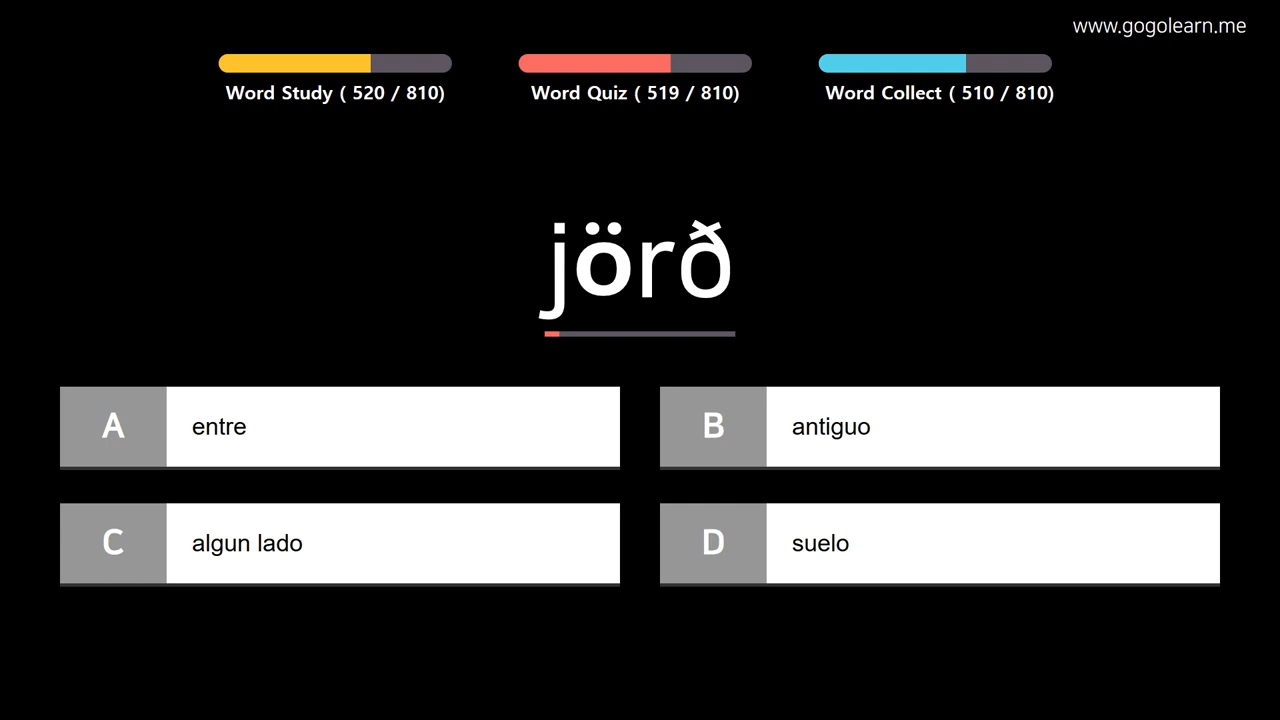 www.gogolearn.me
Word Study ( 520 / 810)
Word Quiz ( 519 / 810)
Word Collect ( 510 / 810)
jörð
A entre
B antiguo
C algun lado
D suelo